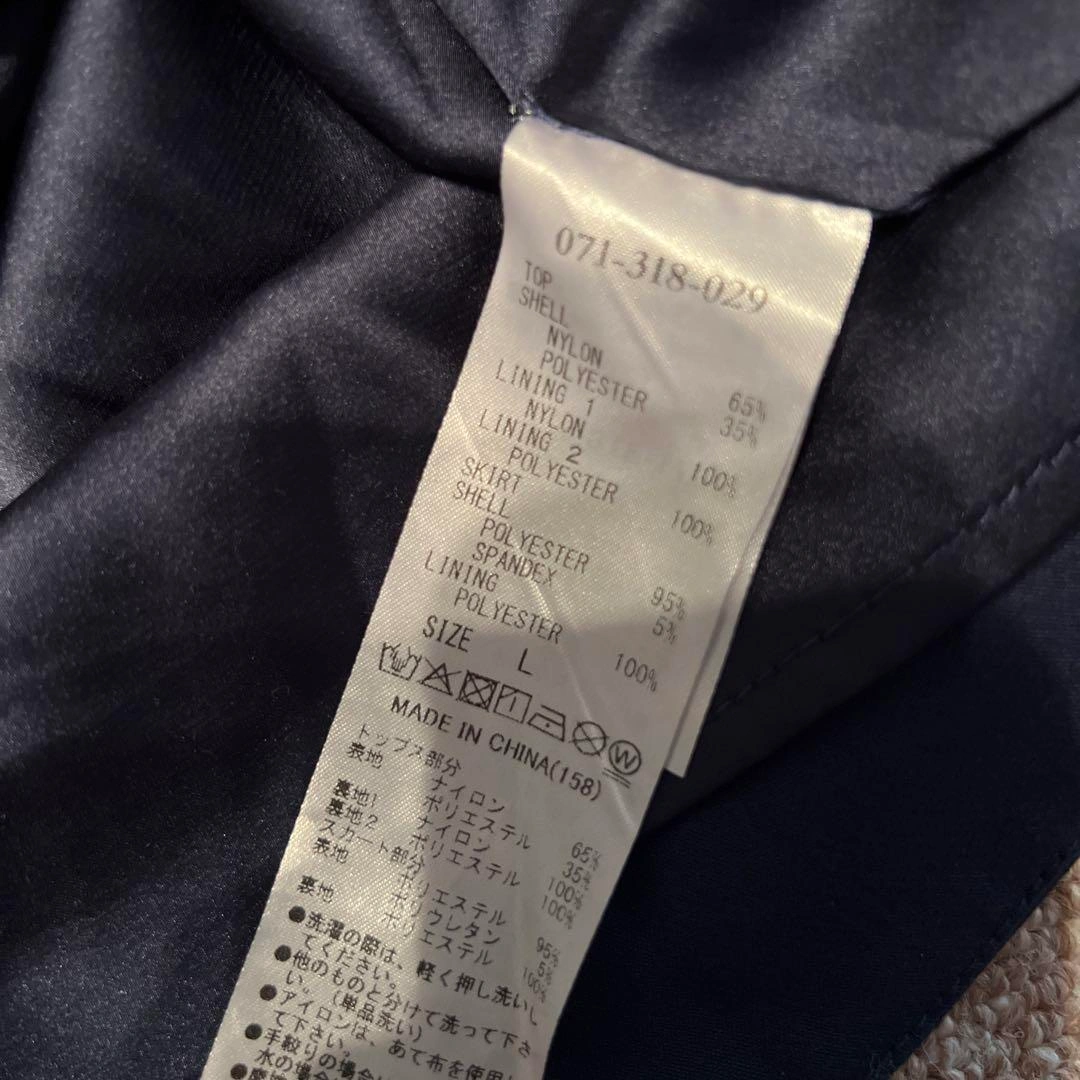 071-318-029
TOP
SHELL
NYLON 65%
POLYESTER 35%
LINING 1
NYLON 100%
LINING 2
POLYESTER 100%
SKIRT
SHELL
POLYESTER 95%
SPANDEX 5%
LINING
POLYESTER 100%
SIZE L
W
MADE IN CHINA(158)
トップス部分
表地 ナイロン 65%
ポリエステル 35%
裏地1 ナイロン 100%
裏地2 ポリエステル 100%
スカート部分
表地 ポリエステル 95%
ポリウレタン 5%
裏地 ポリエステル 100%
●洗濯の際は、軽く押し洗いし
てください。
●他のものと分けて洗って下さ
い。(単品洗い)
●アイロンは、あて布を使用し
て下さい。
●手絞りの場合は
水の場合